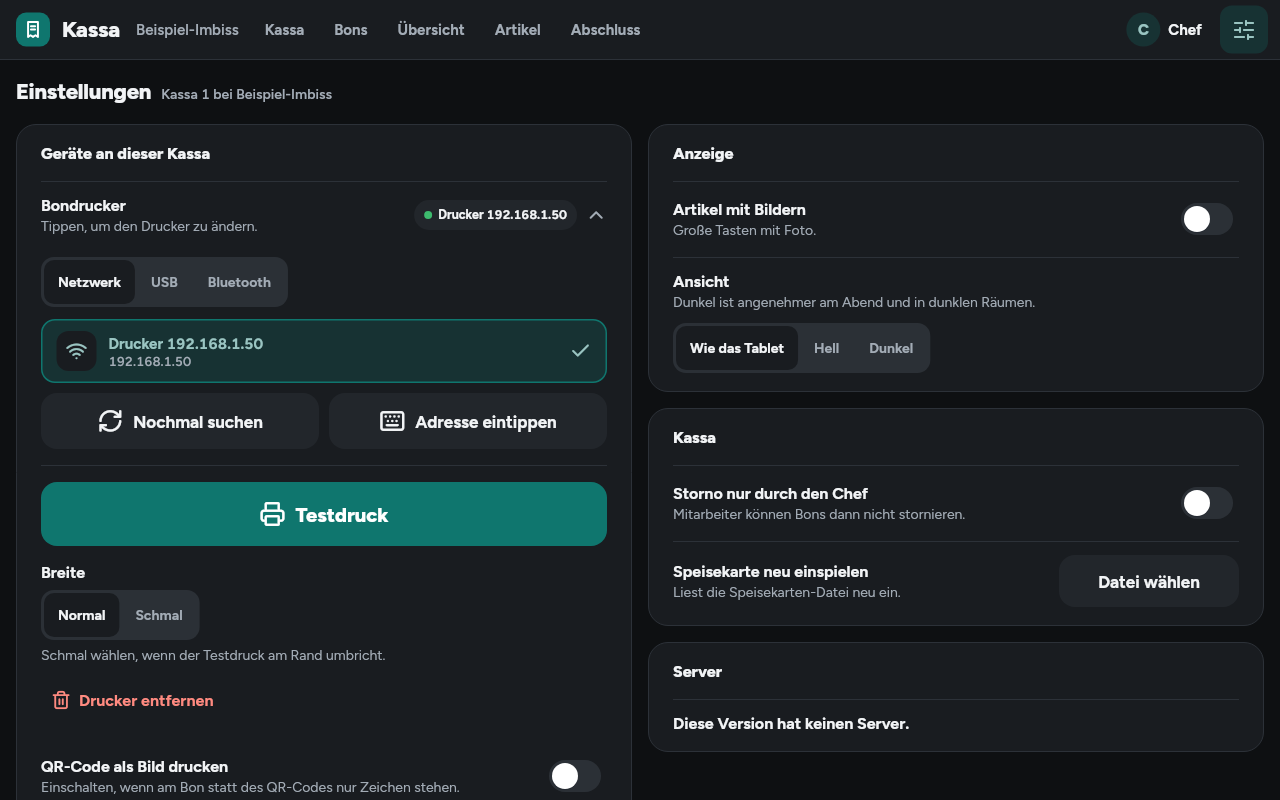 Kassa
Beispiel-Imbiss
Kassa
Bons
Übersicht
Artikel
Abschluss
C
Chef
Einstellungen
Kassa 1 bei Beispiel-Imbiss
Geräte an dieser Kassa
Bondrucker
Tippen, um den Drucker zu ändern.
Drucker 192.168.1.50
Netzwerk
USB
Bluetooth
Drucker 192.168.1.50
192.168.1.50
Nochmal suchen
Adresse eintippen
Testdruck
Breite
Normal
Schmal
Schmal wählen, wenn der Testdruck am Rand umbricht.
Drucker entfernen
QR-Code als Bild drucken
Einschalten, wenn am Bon statt des QR-Codes nur Zeichen stehen.
Anzeige
Artikel mit Bildern
Große Tasten mit Foto.
Ansicht
Dunkel ist angenehmer am Abend und in dunklen Räumen.
Wie das Tablet
Hell
Dunkel
Kassa
Storno nur durch den Chef
Mitarbeiter können Bons dann nicht stornieren.
Speisekarte neu einspielen
Liest die Speisekarten-Datei neu ein.
Datei wählen
Server
Diese Version hat keinen Server.